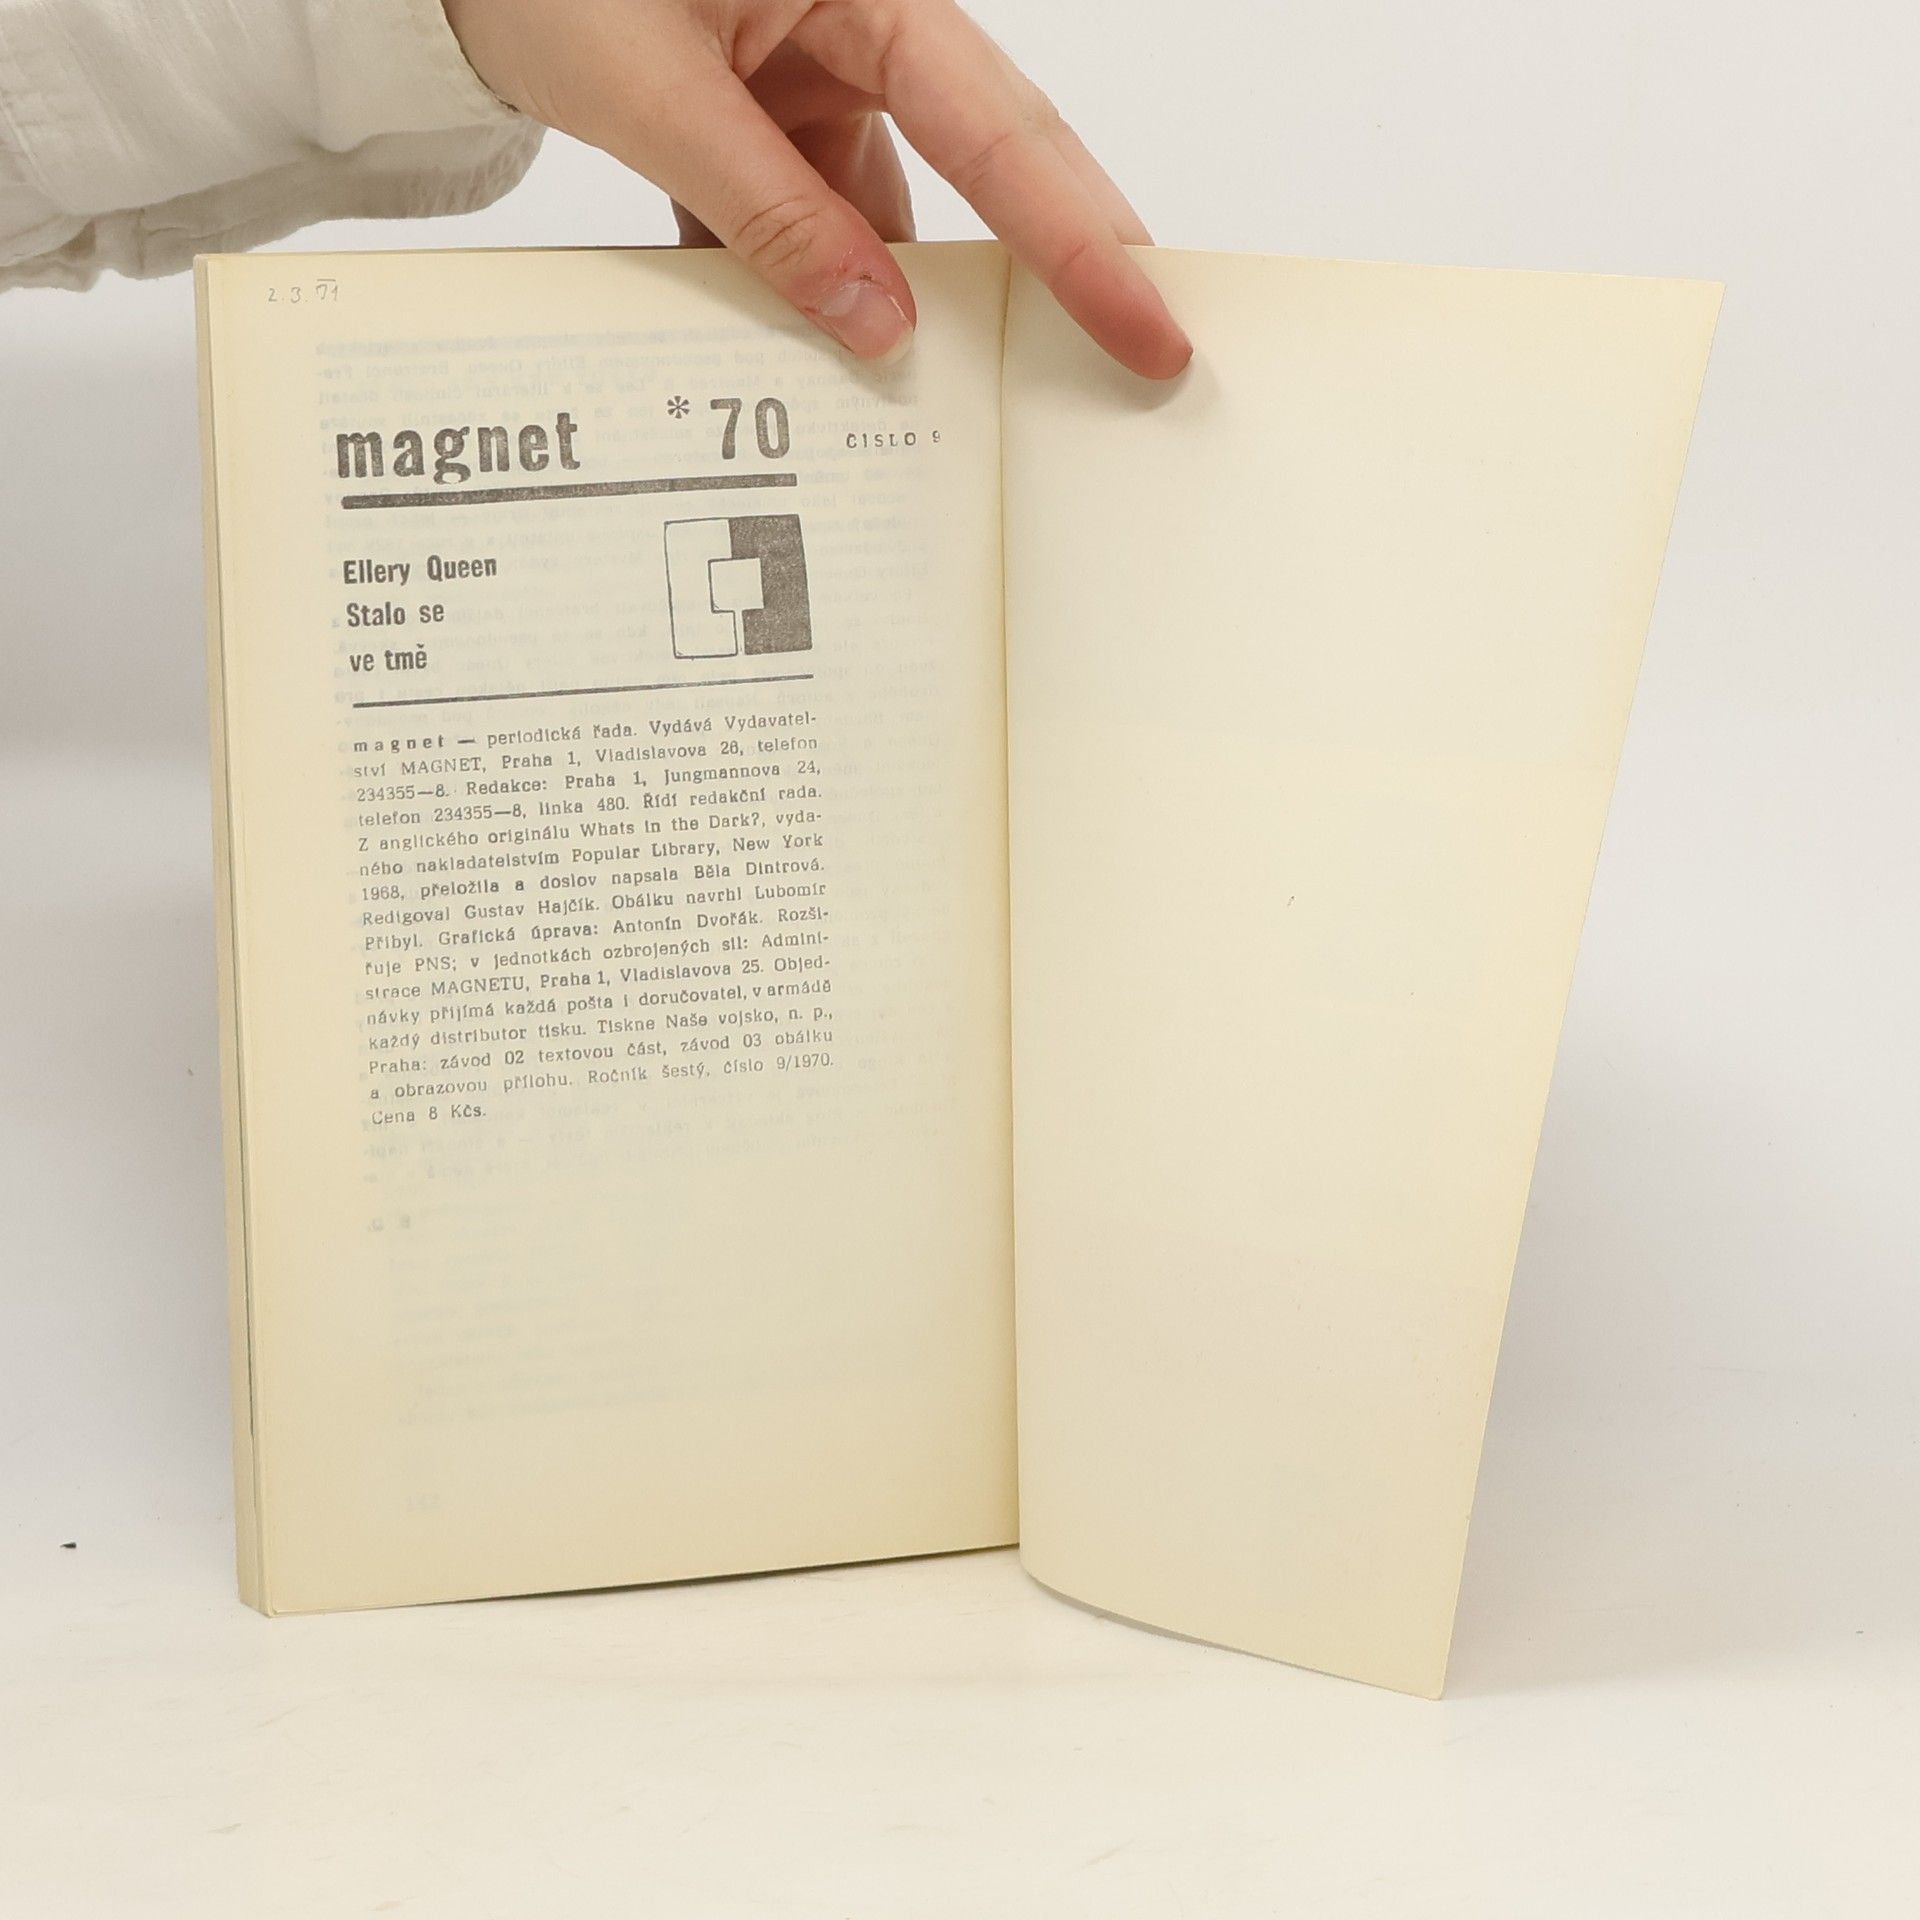 2.3.71
magnet *70 ČÍSLO 9
Ellery Queen
Stalo se
ve tmě
magnet — periodická řada. Vydává Vydavatel-
ství MAGNET, Praha 1, Vladislavova 26, telefon
234355—8. Redakce: Praha 1, Jungmannova 24,
telefon 234355—8, linka 480. Řídí redakční rada.
Z anglického originálu Whats in the Dark?, vyda-
ného nakladatelstvím Popular Library, New York
1968, přeložila a doslov napsala Běla Dintrová.
Redigoval Gustav Hajčík. Obálku navrhl Lubomír
Přibyl. Grafická úprava: Antonín Dvořák. Rozši-
řuje PNS; v jednotkách ozbrojených sil: Admini-
strace MAGNETU, Praha 1, Vladislavova 25. Objed-
návky přijímá každá pošta i doručovatel, v armádě
každý distributor tisku. Tiskne Naše vojsko, n. p.,
Praha: závod 02 textovou část, závod 03 obálku
a obrazovou přílohu. Ročník šestý, číslo 9/1970.
Cena 8 Kčs.